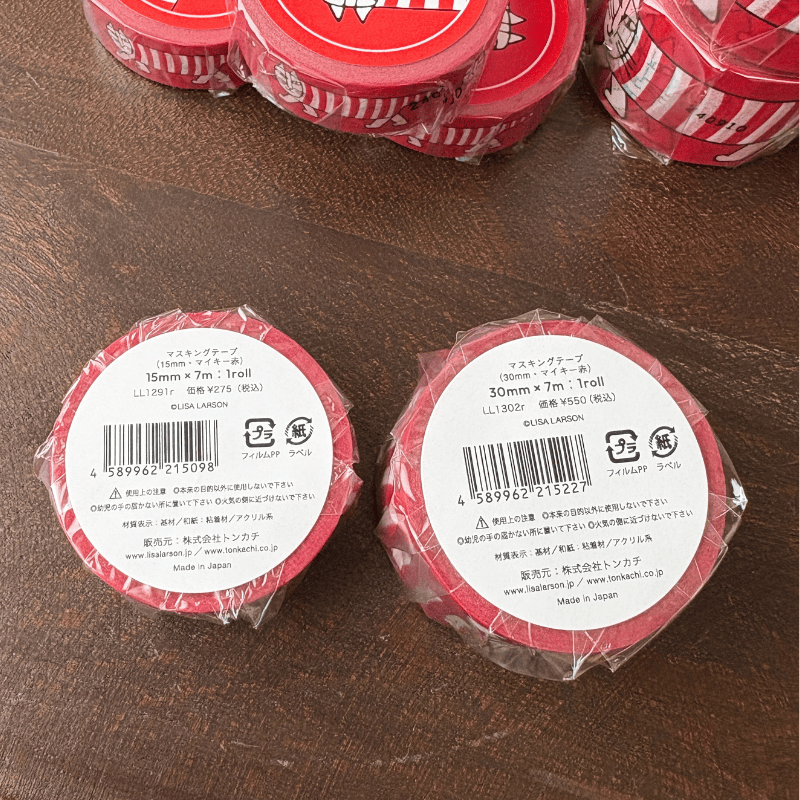 240910
マスキングテープ
(15mm・マイキー赤)
15mm × 7m : 1roll
LL1291r 価格 ¥275 (税込)
©LISA LARSON
4 589962 215098
プラ
フィルムPP
紙
ラベル
使用上の注意 ◎本来の目的以外に使用しないで下さい
◎幼児の手の届かない所に置いて下さい ◎火気の側に近づけないで下さい
材質表示:基材/和紙:粘着材/アクリル系
販売元:株式会社トンカチ
www.lisalarson.jp / www.tonkachi.co.jp
Made in Japan
マスキングテープ
(30mm・マイキー赤)
30mm × 7m : 1roll
LL1302r 価格 ¥550 (税込)
©LISA LARSON
4 589962 215227
プラ
フィルムPP
紙
ラベル
使用上の注意 ◎本来の目的以外に使用しないで下さい
◎幼児の手の届かない所に置いて下さい ◎火気の側に近づけないで下さい
材質表示:基材/和紙:粘着材/アクリル系
販売元:株式会社トンカチ
www.lisalarson.jp / www.tonkachi.co.jp
Made in Japan